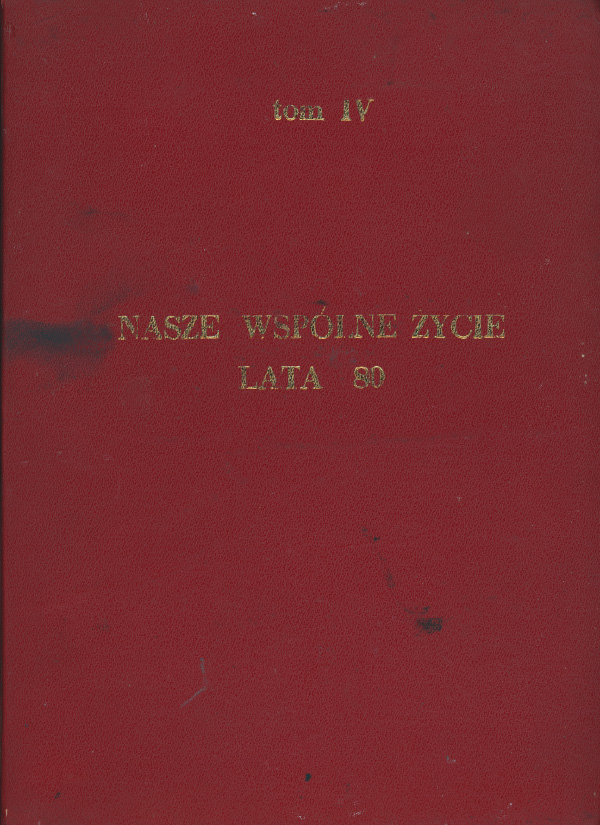 tom IV
NASZE WSPÓLNE ZYCIE
LATA 80